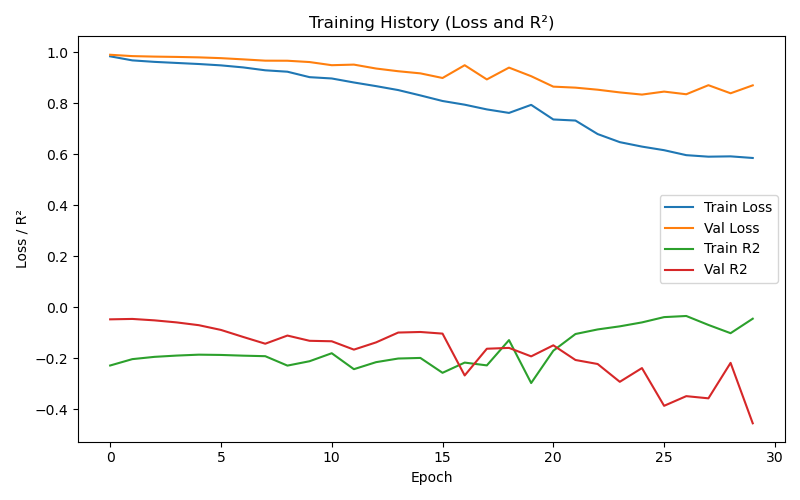 Training History (Loss and R²)
Loss / R²
1.0
0.8
0.6
0.4
0.2
0.0
−0.2
−0.4
Train Loss
Val Loss
Train R2
Val R2
0 5 10 15 20 25 30
Epoch